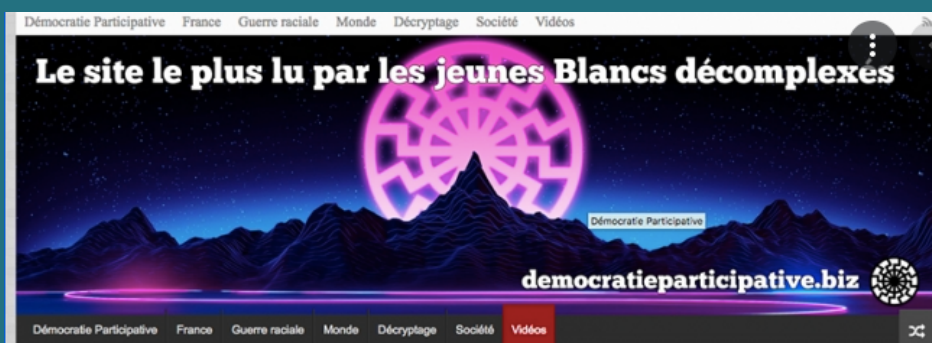 Démocratie Participative France Guerre raciale Monde Décryptage Société Vidéos
Le site le plus lu par les jeunes Blancs décomplexés
Démocratie Participative
democratieparticipative.biz
Démocratie Participative France Guerre raciale Monde Décryptage Société Vidéos